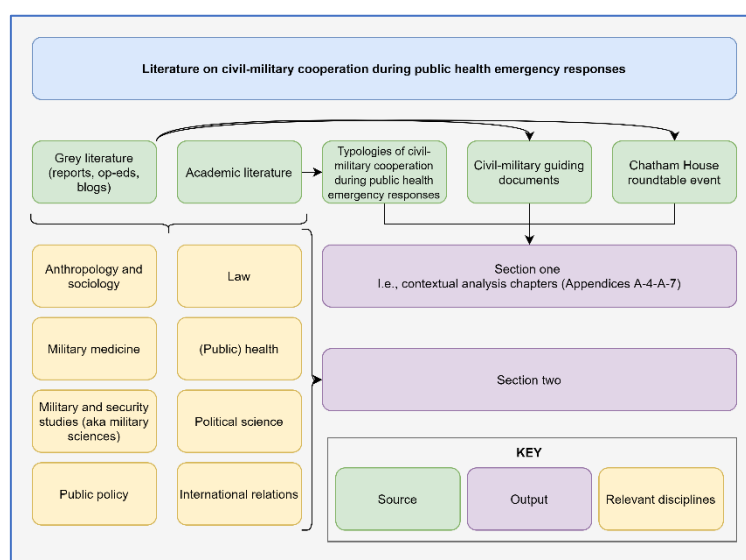 Literature on civil-military cooperation during public health emergency responses
Grey literature
(reports, op-eds,
blogs)
Academic literature
Typologies of civil-
military cooperation
during public health
emergency responses
Civil-military guiding
documents
Chatham House
roundtable event
Anthropology and
sociology
Law
Section one
I.e., contextual analysis chapters (Appendices A-4-A-7)
Military medicine
(Public) health
Section two
Military and security
studies (aka military
sciences)
Political science
Public policy
International relations
KEY
Source
Output
Relevant disciplines